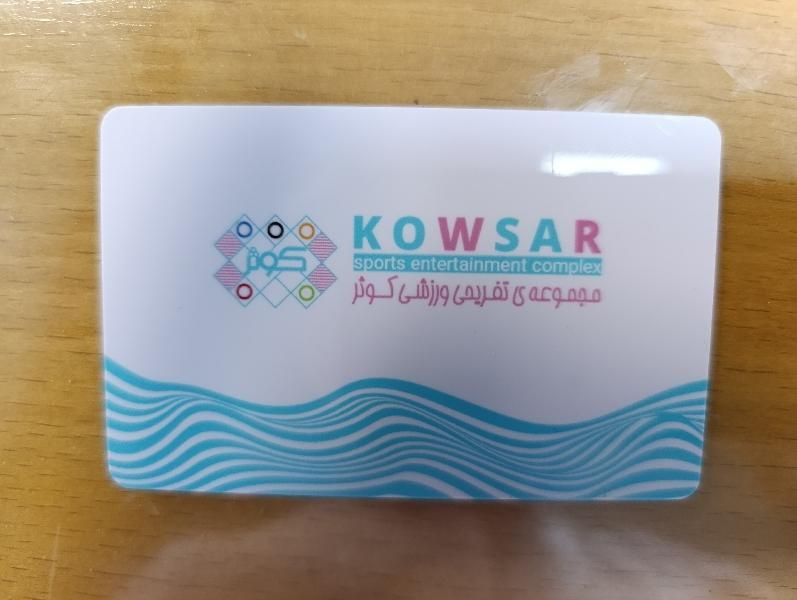 کوثر
KOWSAR
sports entertainment complex
مجموعه ی تفریحی ورزشی کوثر